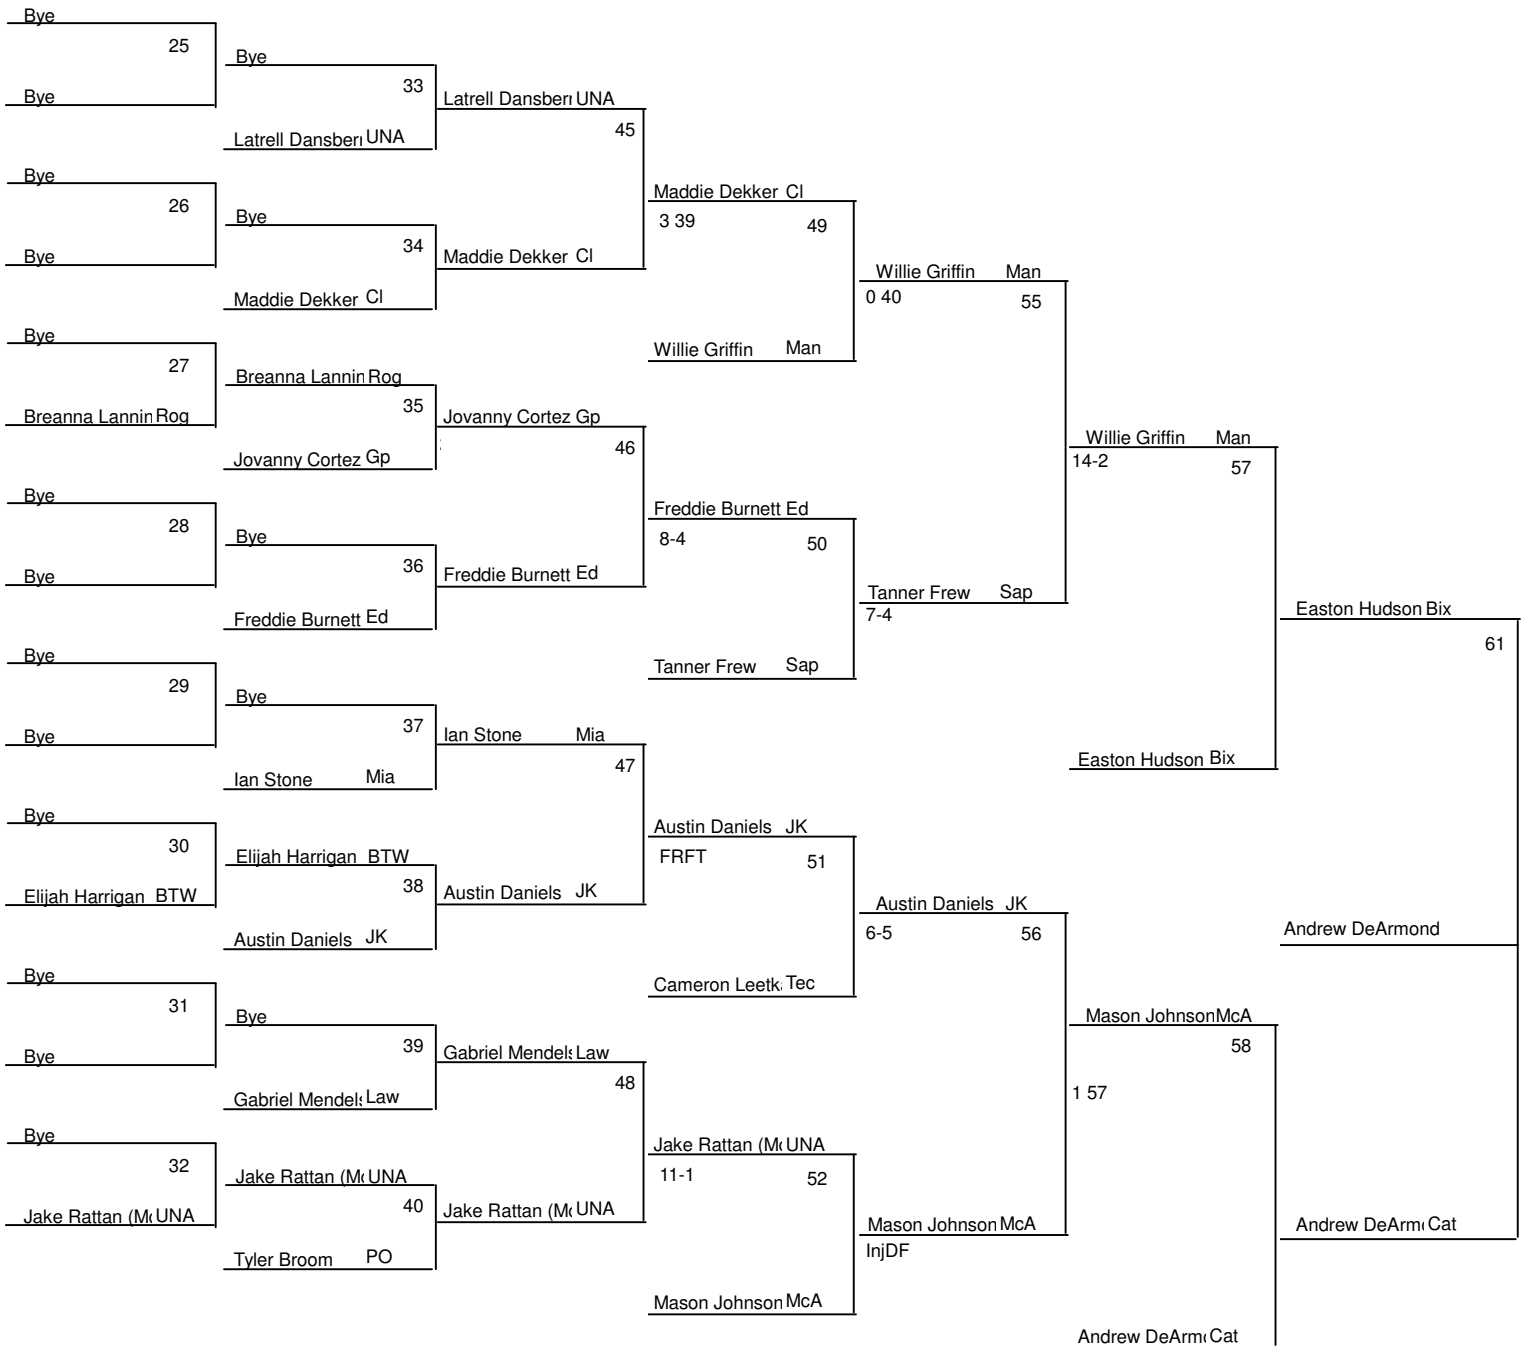 Bye
25
Bye
Bye
33
Latrell Dansberr UNA
Latrell Dansberr UNA
45
Bye
26
Bye
Bye
34
Maddie Dekker Cl
Maddie Dekker Cl
Maddie Dekker Cl
3 39
49
Willie Griffin Man
Willie Griffin Man
0 40
55
Bye
27
Breanna Lannin Rog
Breanna Lannin Rog
35
Jovanny Cortez Gp
Jovanny Cortez Gp
46
Bye
28
Bye
Bye
36
Freddie Burnett Ed
Freddie Burnett Ed
Freddie Burnett Ed
8-4
50
Tanner Frew Sap
Tanner Frew Sap
7-4
Willie Griffin Man
14-2
57
Easton Hudson Bix
Easton Hudson Bix
61
Bye
29
Bye
Bye
37
Ian Stone Mia
Ian Stone Mia
47
Bye
30
Elijah Harrigan BTW
Elijah Harrigan BTW
38
Austin Daniels JK
Austin Daniels JK
Austin Daniels JK
FRFT
51
Cameron Leetk Tec
Austin Daniels JK
6-5
56
Andrew DeArmond
Bye
31
Bye
Bye
39
Gabriel Mendels Law
Gabriel Mendels Law
48
Bye
32
Jake Rattan (Mc UNA
Jake Rattan (Mc UNA
40
Tyler Broom PO
Jake Rattan (Mc UNA
Jake Rattan (Mc UNA
11-1
52
Mason Johnson McA
Mason Johnson McA
InjDF
Mason Johnson McA
58
1 57
Andrew DeArm Cat
Andrew DeArm Cat